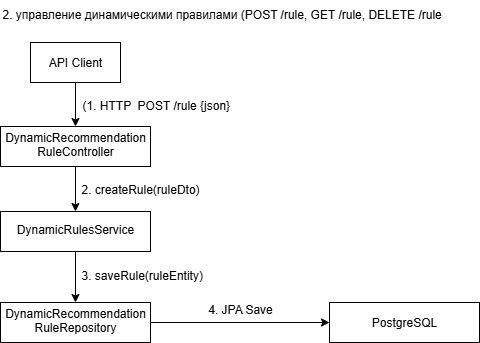 2. управление динамическими правилами (POST /rule, GET /rule, DELETE /rule
API Client
(1. HTTP POST /rule {json}
DynamicRecommendation
RuleController
2. createRule(ruleDto)
DynamicRulesService
3. saveRule(ruleEntity)
DynamicRecommendation
RuleRepository
4. JPA Save
PostgreSQL